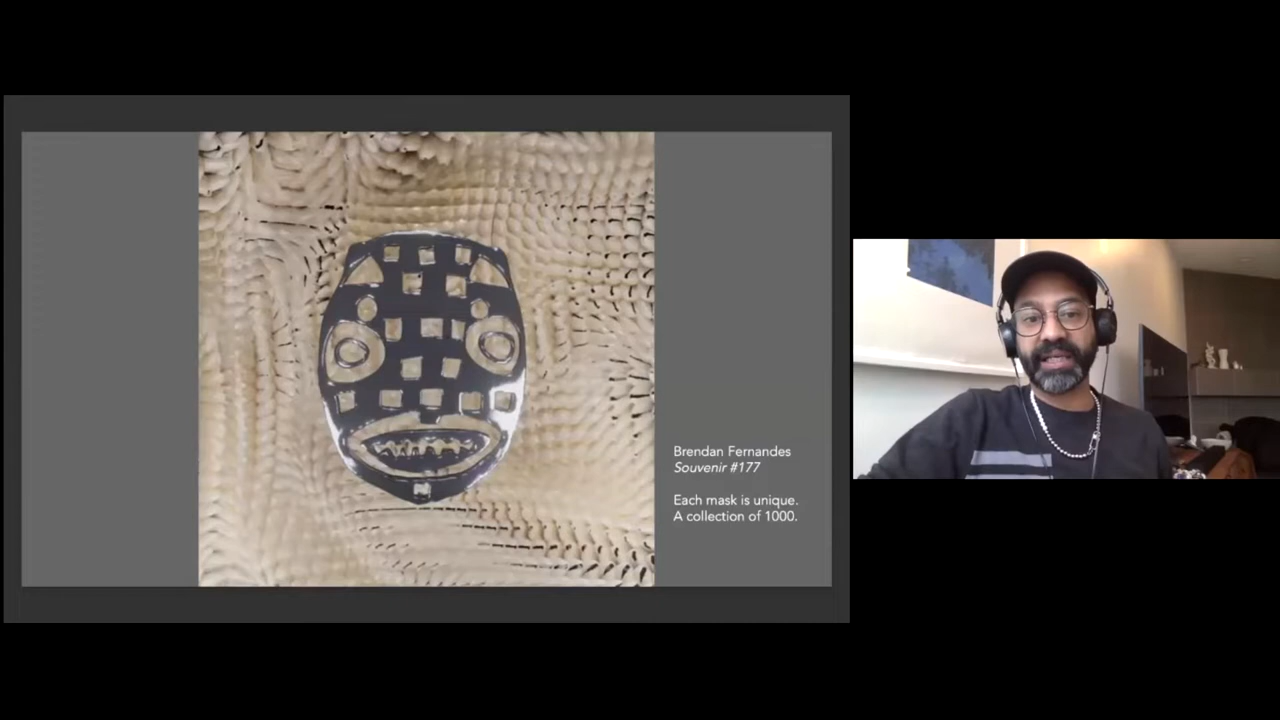 Brendan Fernandes
Souvenir #177
Each mask is unique.
A collection of 1000.